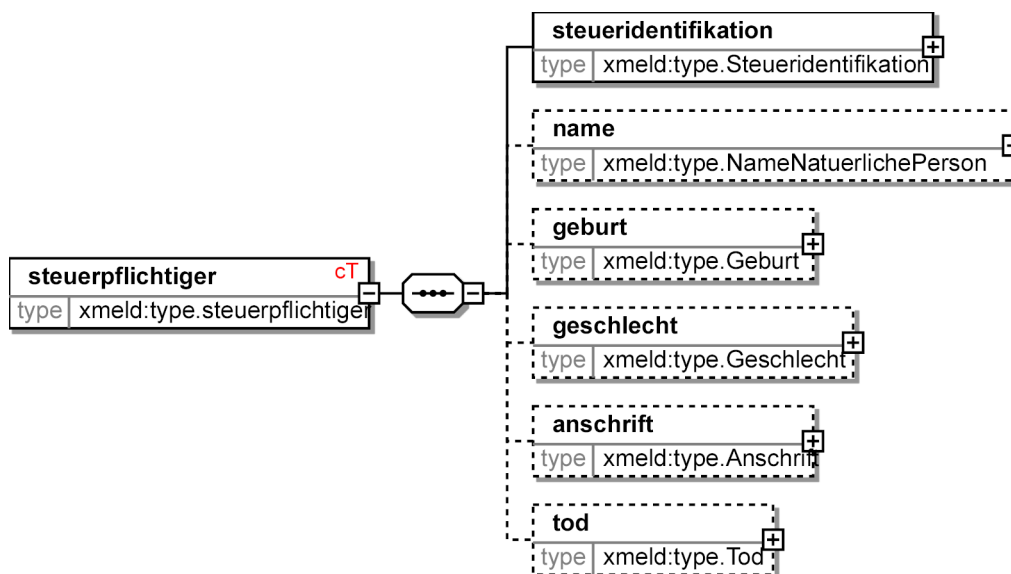 steueridentifikation
type xmeld:type.Steueridentifikation
name
type xmeld:type.NameNatuerlichePerson
geburt
type xmeld:type.Geburt
steuerpflichtiger cT
type xmeld:type.steuerpflichtiger
geschlecht
type xmeld:type.Geschlecht
anschrift
type xmeld:type.Anschrift
tod
type xmeld:type.Tod